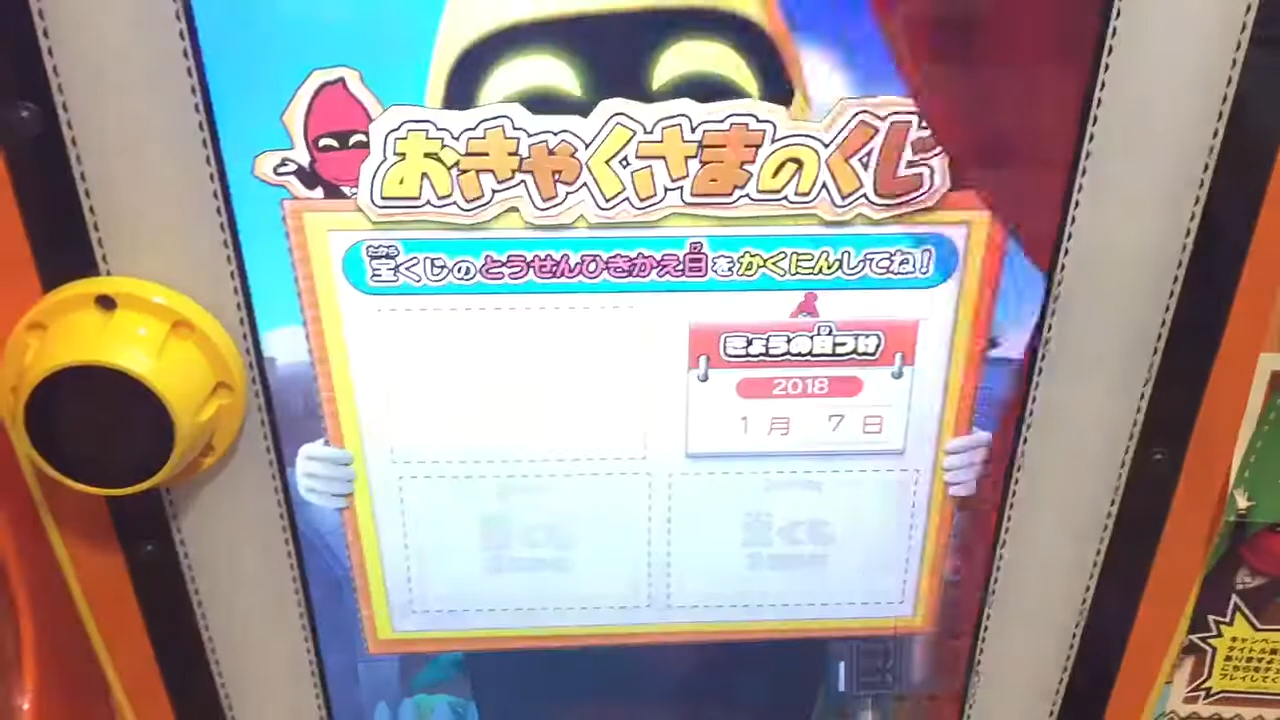 おきゃくさまのくじ
宝くじのとうせんひきかえ日をかくにんしてね!
きょうの日づけ
2018
1月 7日